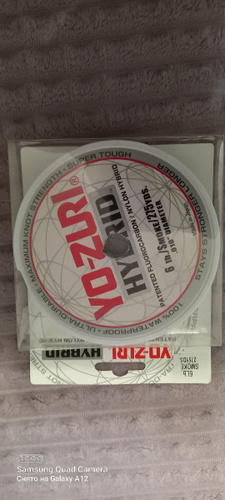 STAYS STRONGER LONGER
MAXIMUM KNOT STRENGTH • SUPER TOUGH
100% WATERPROOF • ULTRA DURABLE
YO-ZURI®
HYBRID
PATENTED FLUOROCARBON / NYLON HYBRID
6 lb./SMOKE/275YDS.
.010" DIAMETER
YO-ZURI
HYBRID
6Lb
SMOKE
275YDS
Samsung Quad Camera
Снято на Galaxy A12